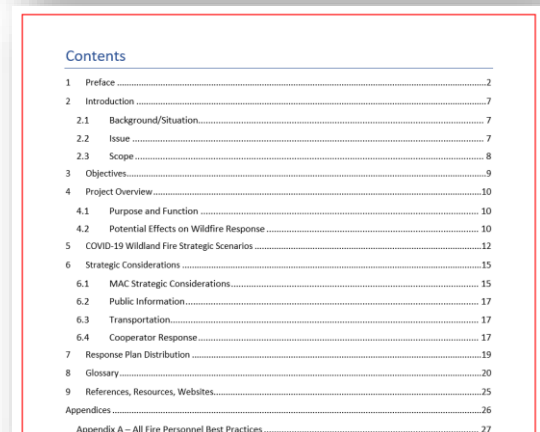 Contents
1 Preface ........................................ 2
2 Introduction ........................................ 7
2.1 Background/Situation ........................................ 7
2.2 Issue ........................................ 7
2.3 Scope ........................................ 8
3 Objectives ........................................ 9
4 Project Overview ........................................ 10
4.1 Purpose and Function ........................................ 10
4.2 Potential Effects on Wildfire Response ........................................ 10
5 COVID-19 Wildland Fire Strategic Scenarios ........................................ 12
6 Strategic Considerations ........................................ 15
6.1 MAC Strategic Considerations ........................................ 15
6.2 Public Information ........................................ 17
6.3 Transportation ........................................ 17
6.4 Cooperator Response ........................................ 17
7 Response Plan Distribution ........................................ 19
8 Glossary ........................................ 20
9 References, Resources, Websites ........................................ 25
Appendices ........................................ 26
Appendix A – All Fire Personnel Best Practices ........................................ 27